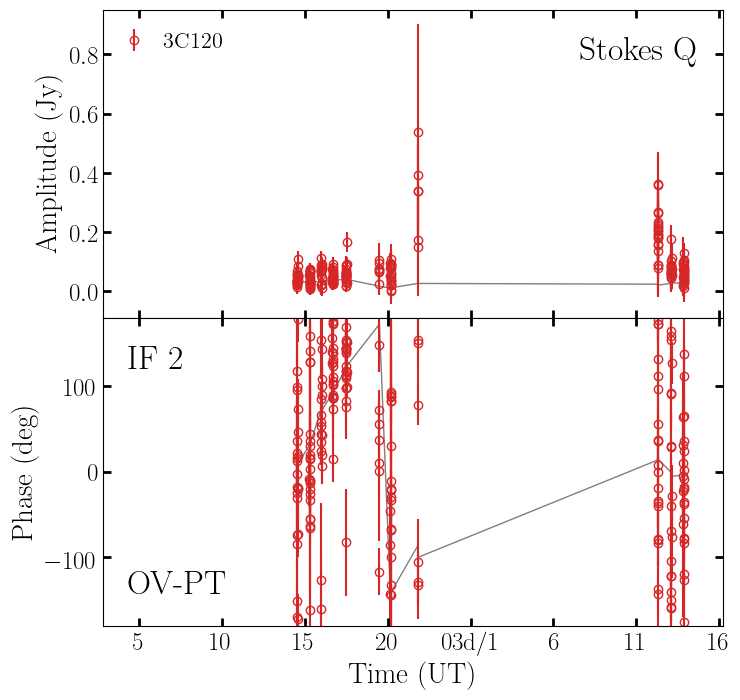 3C120
Stokes Q
0.8
0.6
0.4
0.2
0.0
Amplitude (Jy)
IF 2
100
0
−100
Phase (deg)
OV-PT
5 10 15 20 03d/1 6 11 16
Time (UT)